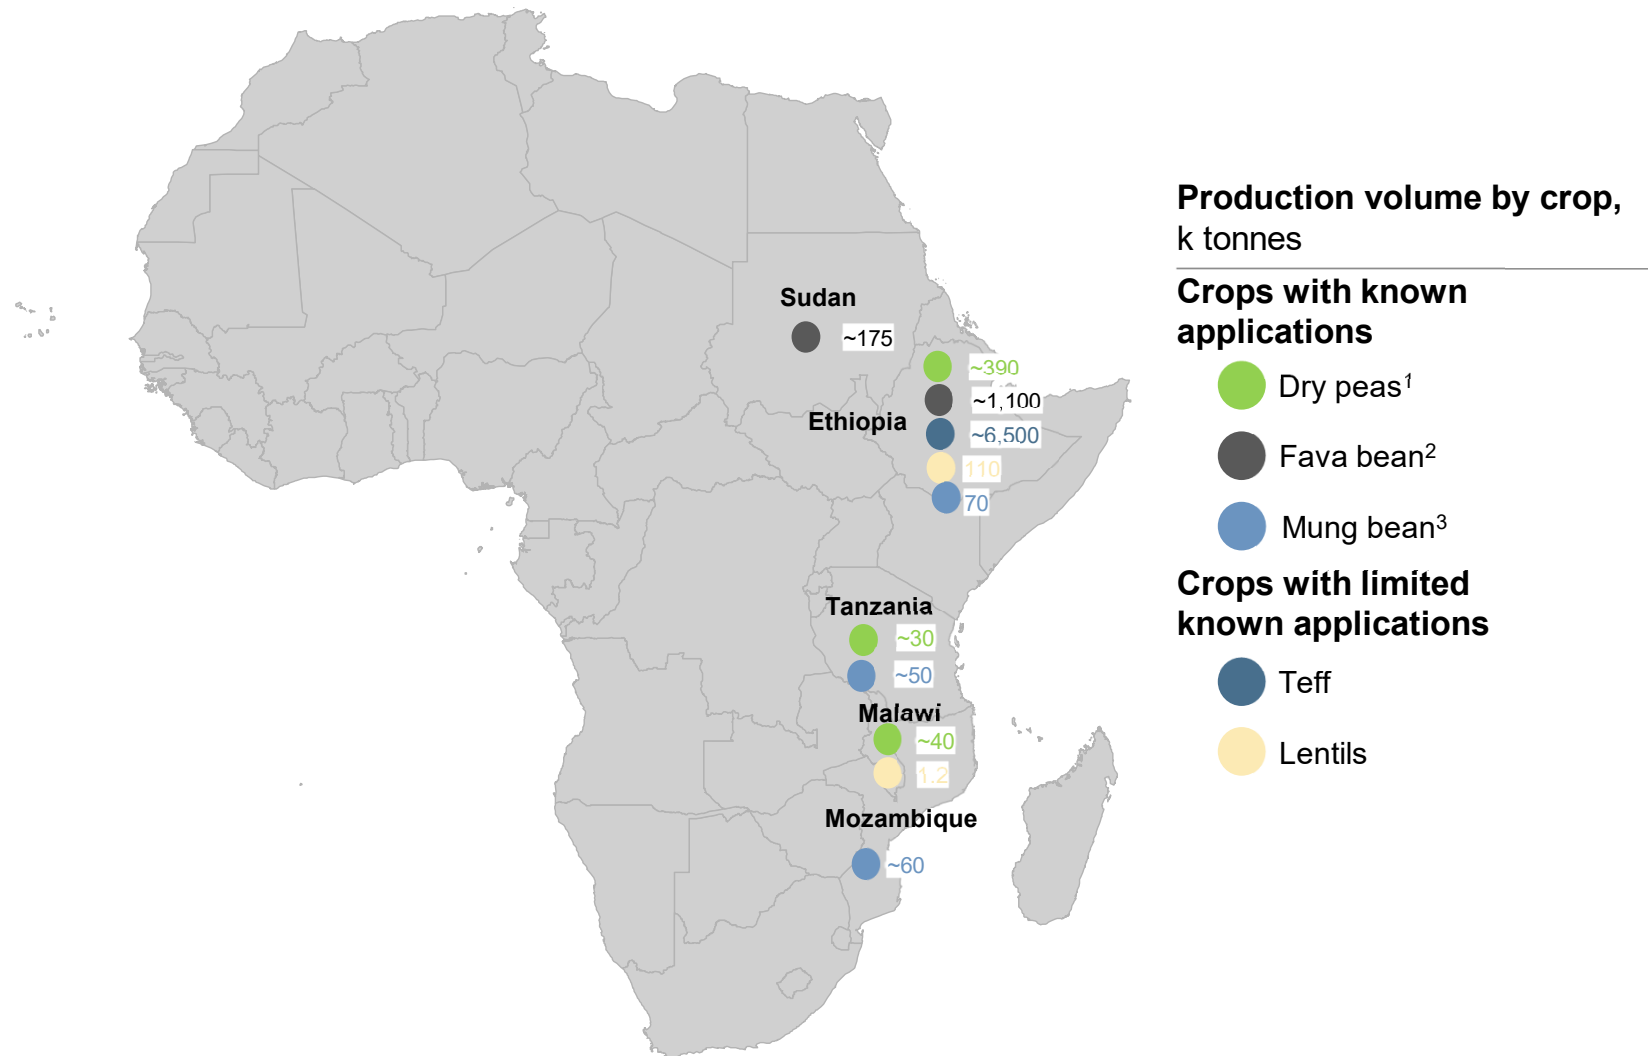 Production volume by crop,
k tonnes
Crops with known
applications
Dry peas¹
Fava bean²
Mung bean³
Crops with limited
known applications
Teff
Lentils
Sudan
~175
Ethiopia
~390
~1,100
~6,500
110
70
Tanzania
~30
~50
Malawi
~40
1.2
Mozambique
~60